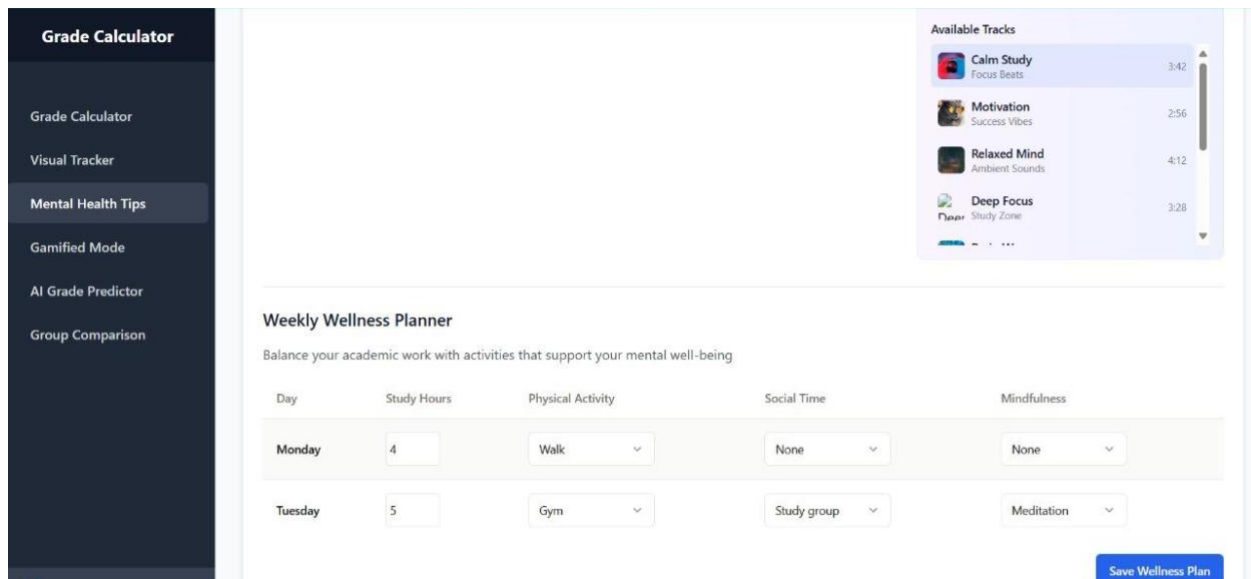 Grade Calculator
Grade Calculator
Visual Tracker
Mental Health Tips
Gamified Mode
AI Grade Predictor
Group Comparison
Available Tracks
Calm Study
Focus Beats
3:42
Motivation
Success Vibes
2:56
Relaxed Mind
Ambient Sounds
4:12
Deep Focus
Study Zone
3:28
Weekly Wellness Planner
Balance your academic work with activities that support your mental well-being
Day Study Hours Physical Activity Social Time Mindfulness
Monday 4 Walk None None
Tuesday 5 Gym Study group Meditation
Save Wellness Plan